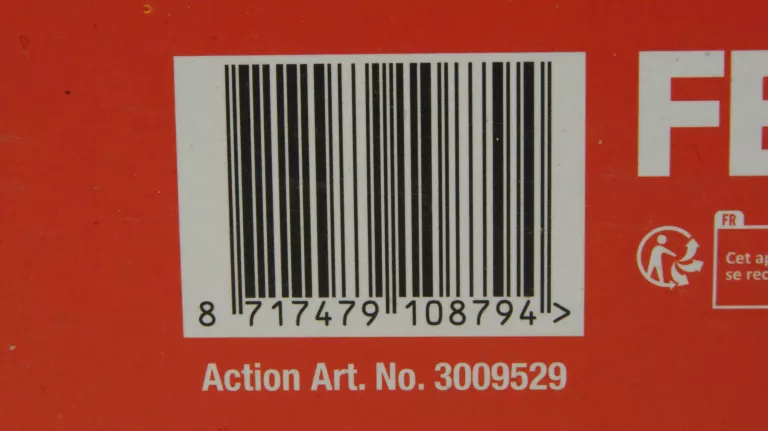 8 717479 108794 >
Action Art. No. 3009529
FE
FR
Cet ap
se rec